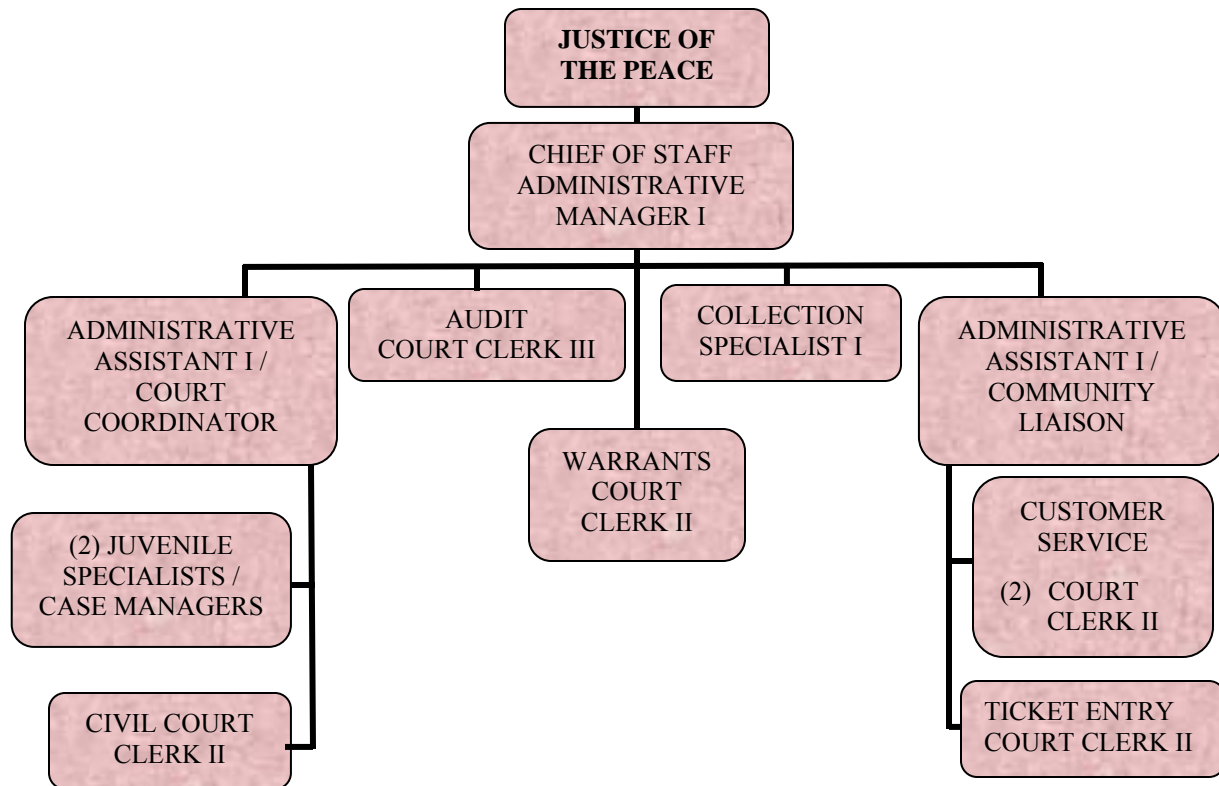 JUSTICE OF
THE PEACE
CHIEF OF STAFF
ADMINISTRATIVE
MANAGER I
ADMINISTRATIVE
ASSISTANT I /
COURT
COORDINATOR
AUDIT
COURT CLERK III
COLLECTION
SPECIALIST I
ADMINISTRATIVE
ASSISTANT I /
COMMUNITY
LIAISON
WARRANTS
COURT
CLERK II
(2) JUVENILE
SPECIALISTS /
CASE MANAGERS
CUSTOMER
SERVICE
(2) COURT
CLERK II
CIVIL COURT
CLERK II
TICKET ENTRY
COURT CLERK II